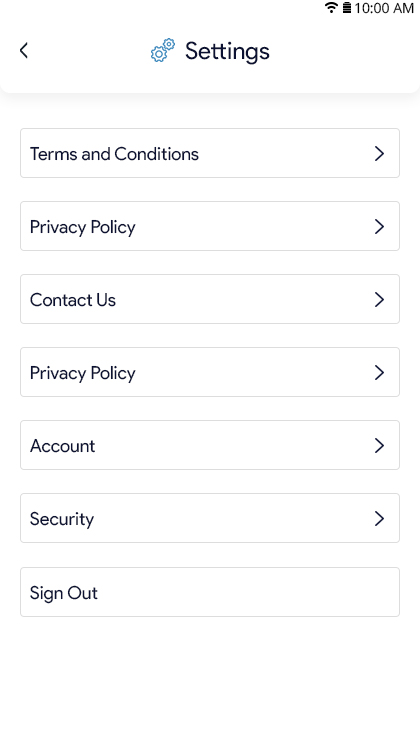 10:00 AM
Settings
Terms and Conditions
Privacy Policy
Contact Us
Privacy Policy
Account
Security
Sign Out